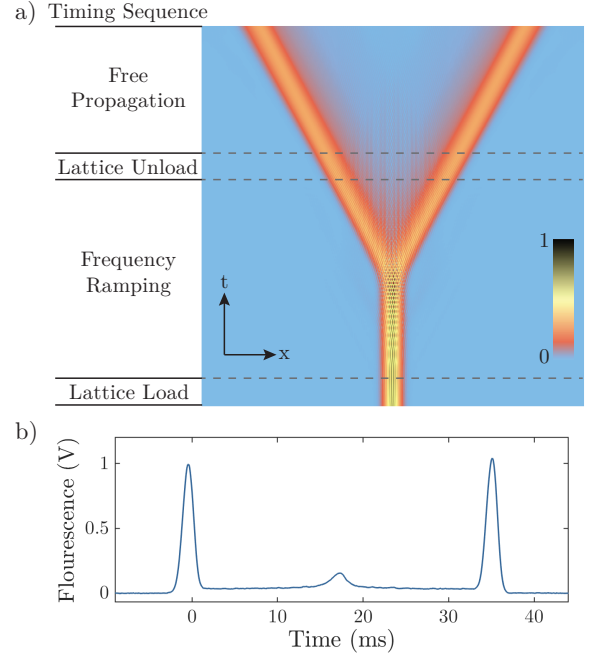 a) Timing Sequence
Free
Propagation
Lattice Unload
Frequency
Ramping
t
x
1
0
Lattice Load
b)
Flourescence (V)
1
0.5
0
0
10
20
30
40
Time (ms)